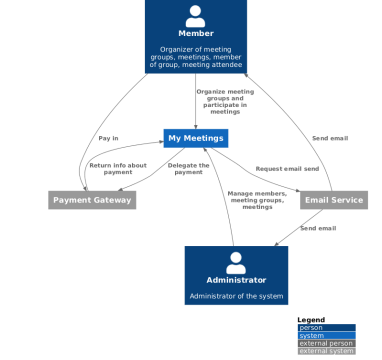 Member
Organizer of meeting
groups, meetings, member
of group, meeting attendee
Organize meeting
groups and
participate in
meetings
Pay in
Send email
My Meetings
Return info about
payment
Delegate the
payment
Request email send
Manage members,
meeting groups,
meetings
Payment Gateway
Email Service
Send email
Administrator
Administrator of the system
Legend
person
system
external person
external system